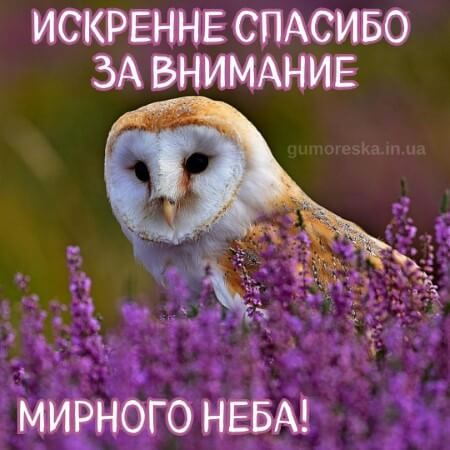 ИСКРЕННЕ СПАСИБО
ЗА ВНИМАНИЕ
gumoreska.in.ua
МИРНОГО НЕБА!